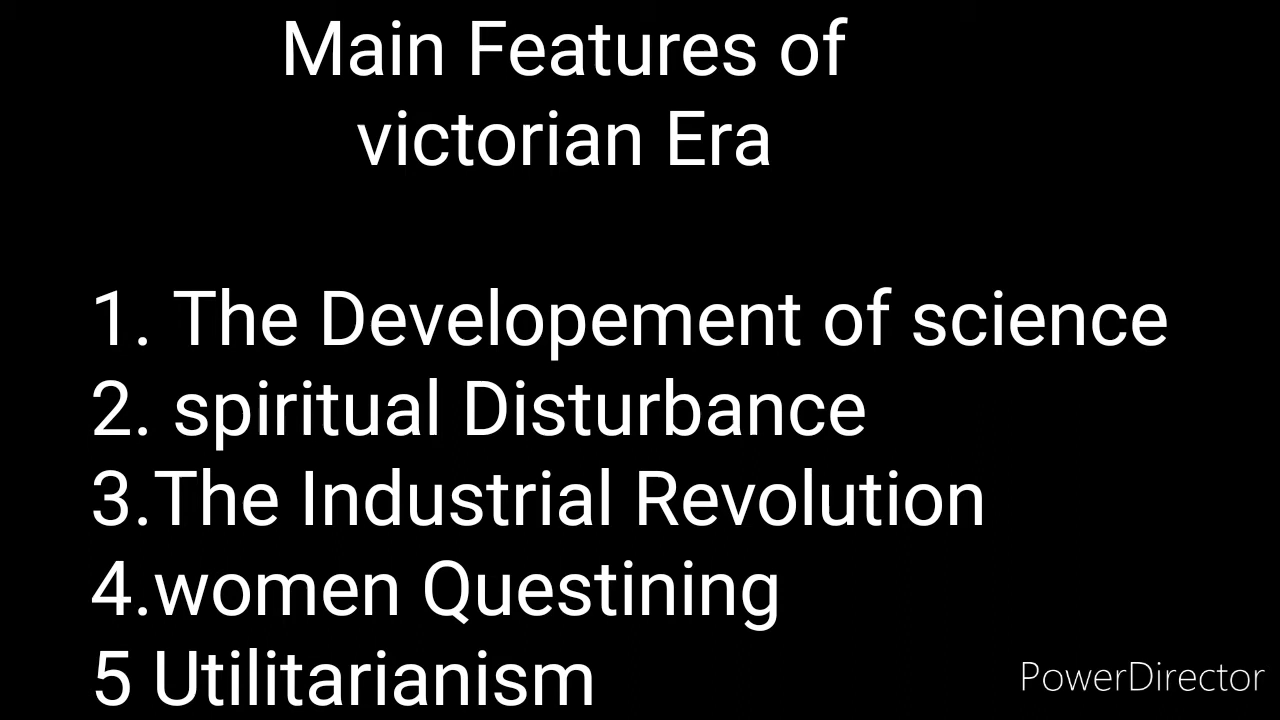 Main Features of
victorian Era
1. The Developement of science
2. spiritual Disturbance
3.The Industrial Revolution
4.women Questining
5 Utilitarianism
PowerDirector